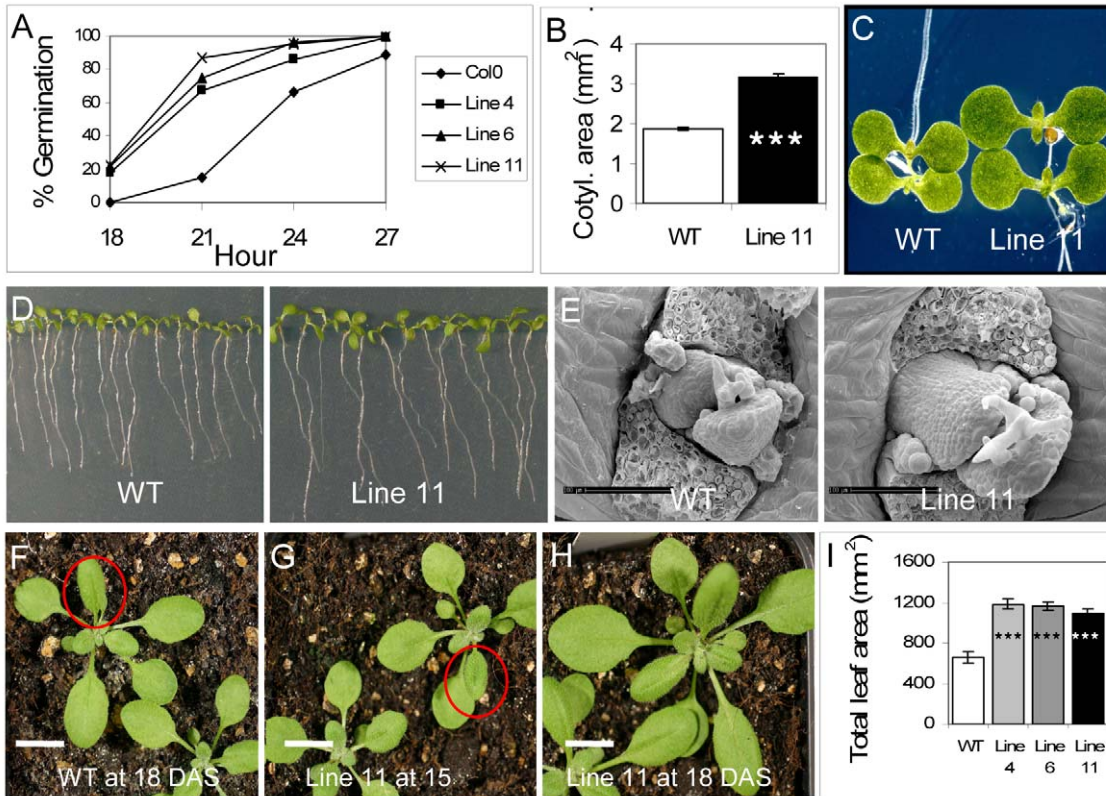 A
% Germination
100
80
60
40
20
0
18 21 24 27
Hour
Col0
Line 4
Line 6
Line 11
B
Cotyl. area (mm2)
4
3
2
1
0
***
WT Line 11
C
WT Line 11
D
WT
Line 11
E
WT
Line 11
F
WT at 18 DAS
G
Line 11 at 15
H
Line 11 at 18 DAS
I
Total leaf area (mm2)
1600
1200
800
400
0
*** *** ***
WT Line Line Line
4 6 11